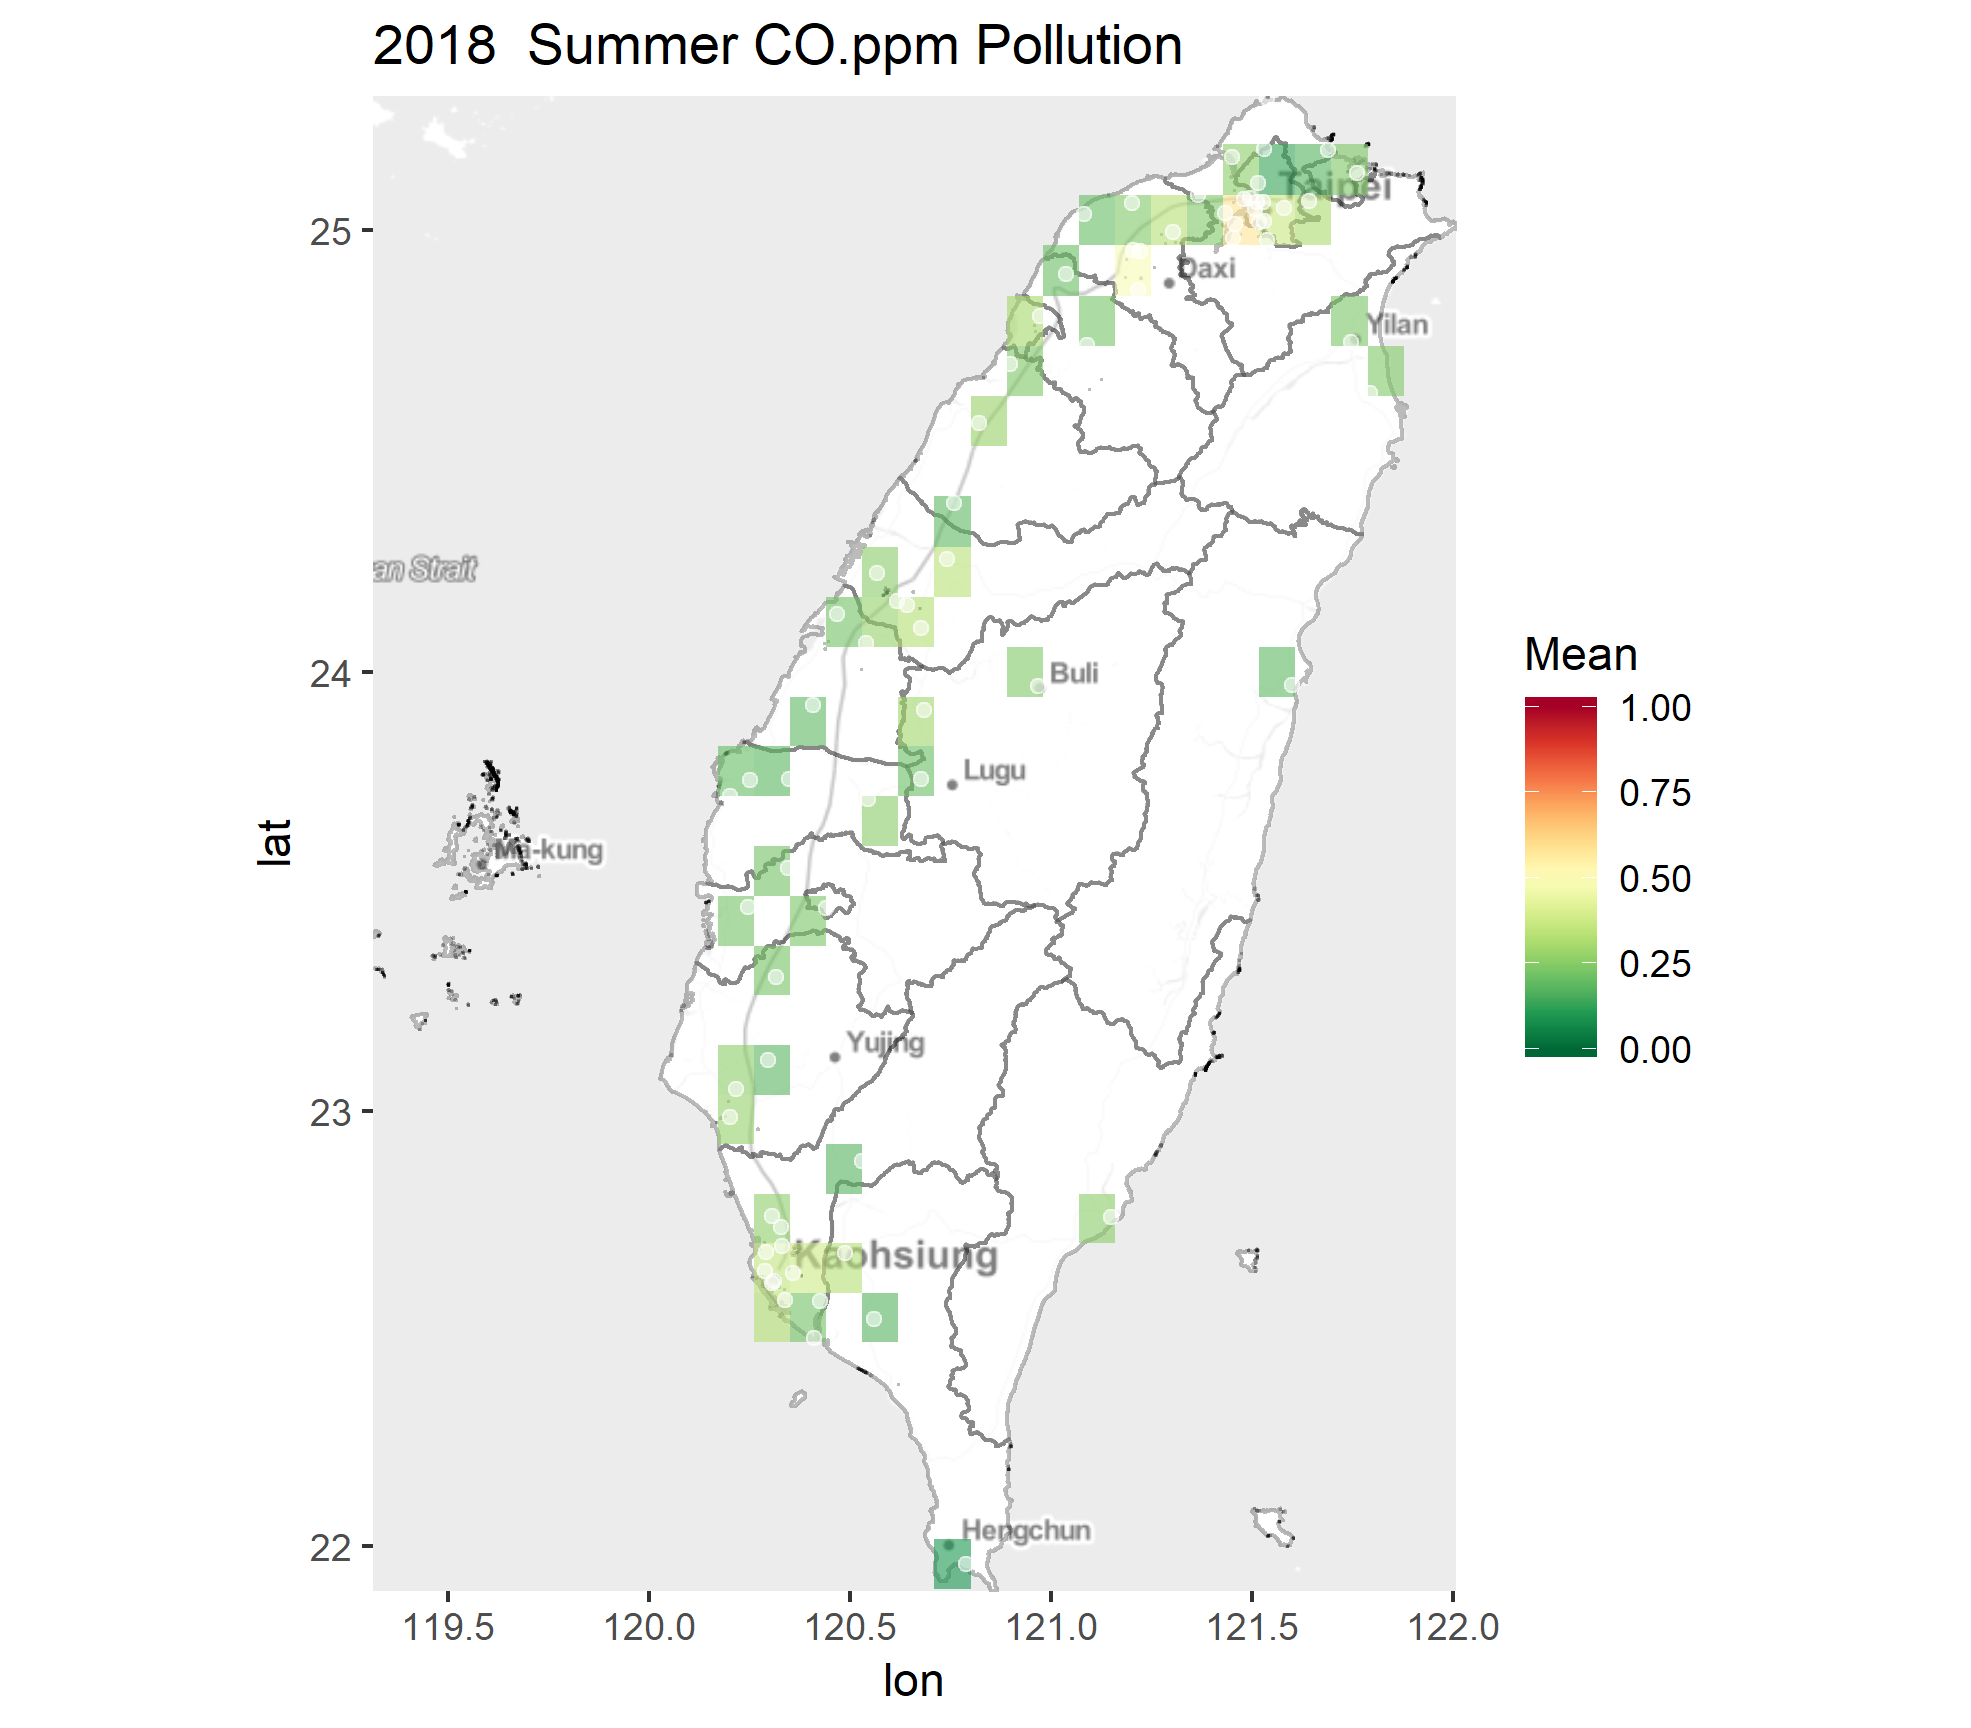 2018  Summer CO.ppm Pollution
lat
25
24
23
22
Taipei
Daxi
Yilan
an Strait
Buli
Lugu
Ma-kung
Yujing
Kaohsiung
Hengchun
Mean
1.00
0.75
0.50
0.25
0.00
119.5
120.0
120.5
121.0
121.5
122.0
lon